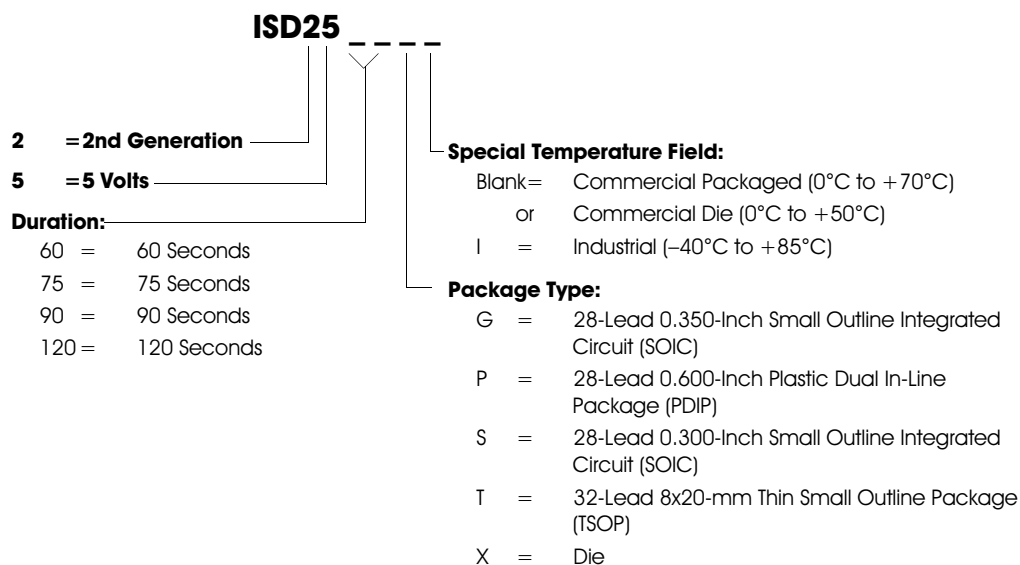 ISD25 _ _ _ _
2 =2nd Generation
5 =5 Volts
Duration:
60 = 60 Seconds
75 = 75 Seconds
90 = 90 Seconds
120= 120 Seconds
Special Temperature Field:
Blank= Commercial Packaged (0°C to +70°C)
or Commercial Die (0°C to +50°C)
I = Industrial (–40°C to +85°C)
Package Type:
G = 28-Lead 0.350-Inch Small Outline Integrated
Circuit (SOIC)
P = 28-Lead 0.600-Inch Plastic Dual In-Line
Package (PDIP)
S = 28-Lead 0.300-Inch Small Outline Integrated
Circuit (SOIC)
T = 32-Lead 8x20-mm Thin Small Outline Package
(TSOP)
X = Die